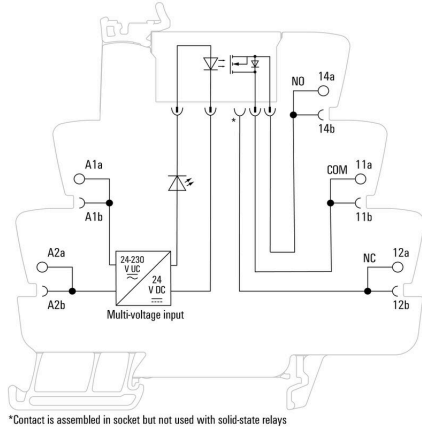 NO
14a
14b
*
COM
11a
11b
A1a
A1b
NC
12a
12b
A2a
A2b
24-230
V UC
24
V DC
Multi-voltage input
*Contact is assembled in socket but not used with solid-state relays